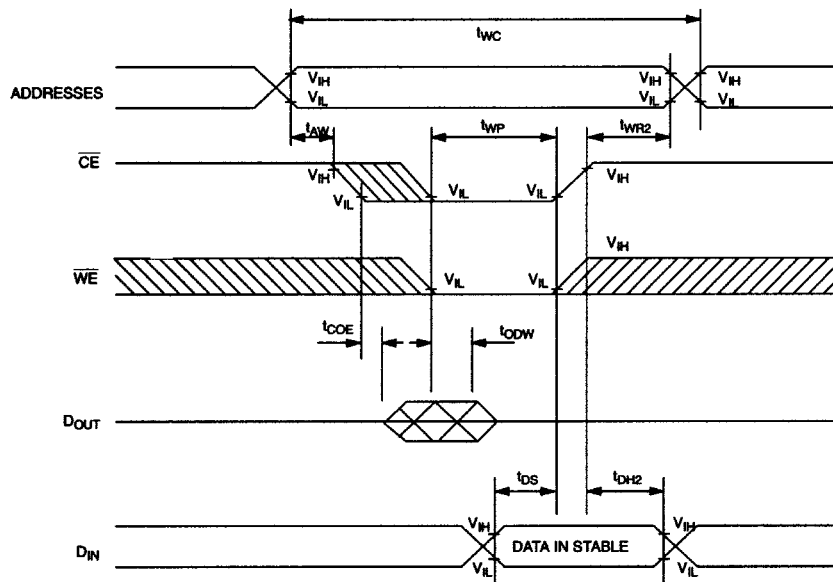 tWC
ADDRESSES
VIH VIH VIH
VIL VIL VIL
tAW tWP tWR2
CE
VIH VIH
VIL VIL VIL
VIH
WE
VIL VIL
tCOE tODW
DOUT
tDS tDH2
VIH VIH
DIN DATA IN STABLE
VIL VIL